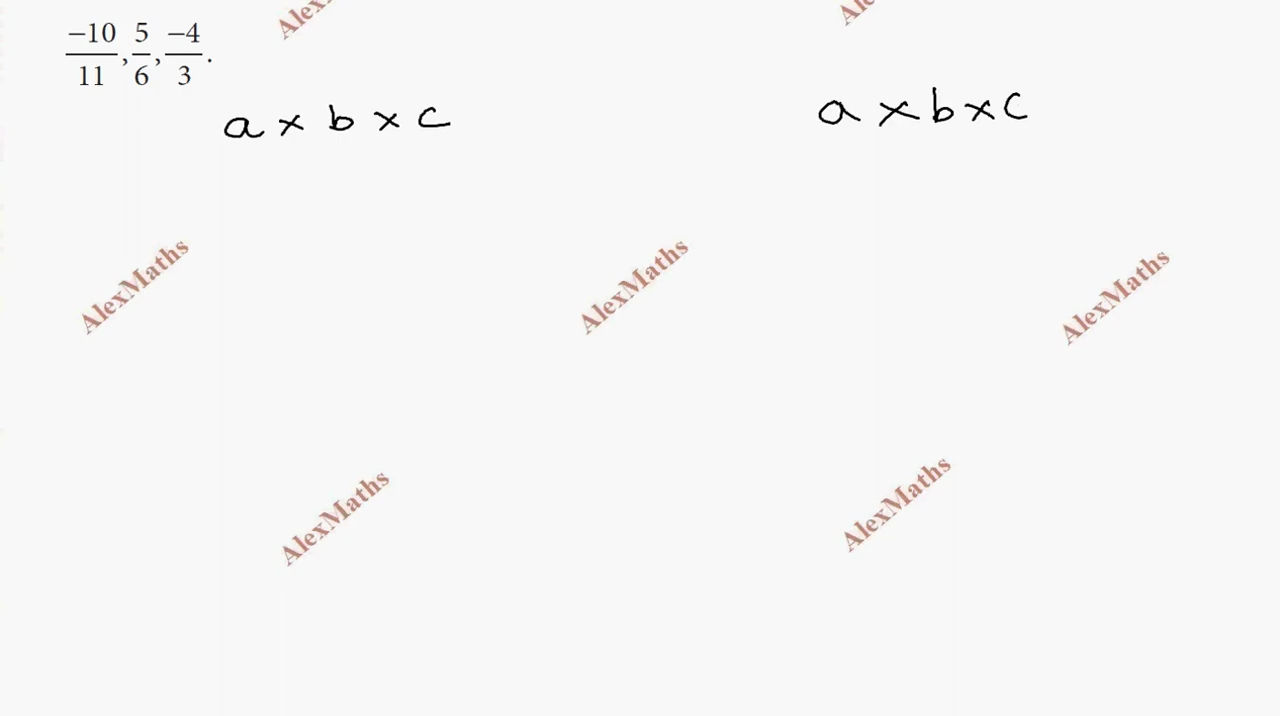 -10/11, 5/6, -4/3.
a × b × c
a × b × c
AlexMaths
AlexMaths
AlexMaths
AlexMaths
AlexMaths